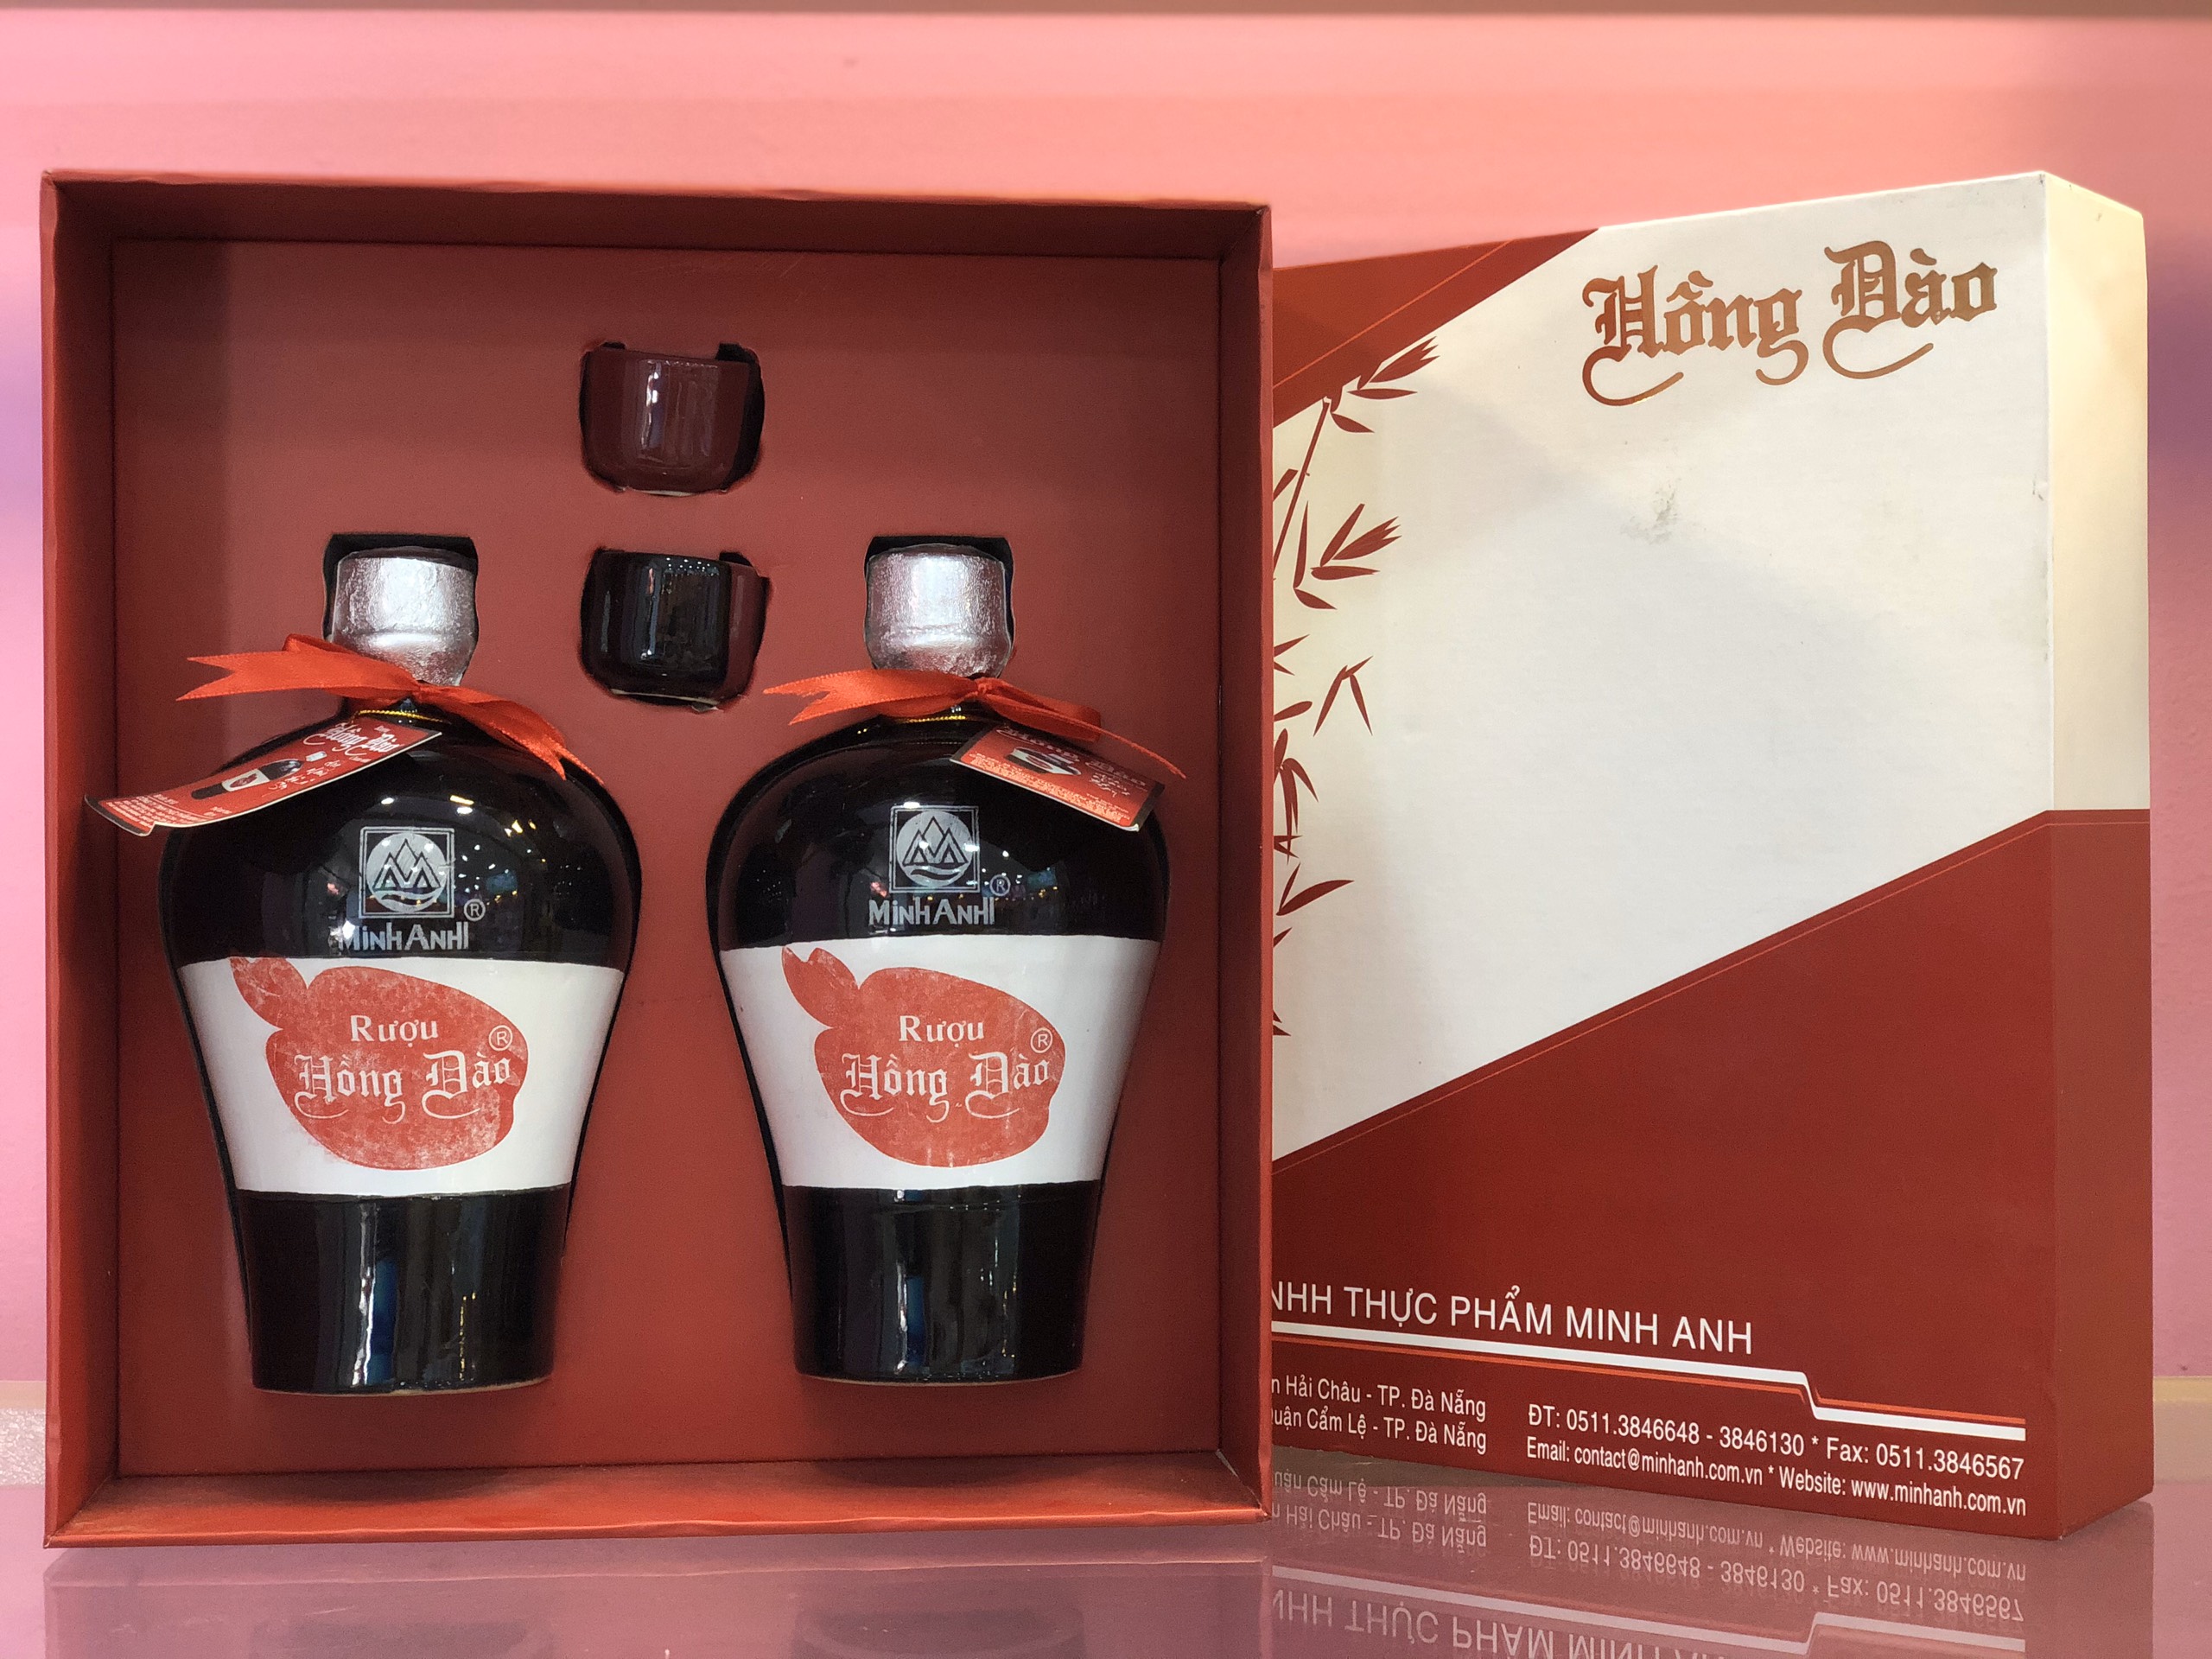 Hồng Đào
Hồng Đào
MINH ANH
®
Rượu
Hồng Đào ®
MINH ANH
®
Rượu
Hồng Đào ®
NHH THỰC PHẨM MINH ANH
n Hải Châu - TP. Đà Nẵng
uận Cẩm Lệ - TP. Đà Nẵng
ĐT: 0511.3846648 - 3846130 * Fax: 0511.3846567
Email: contact@minhanh.com.vn * Website: www.minhanh.com.vn